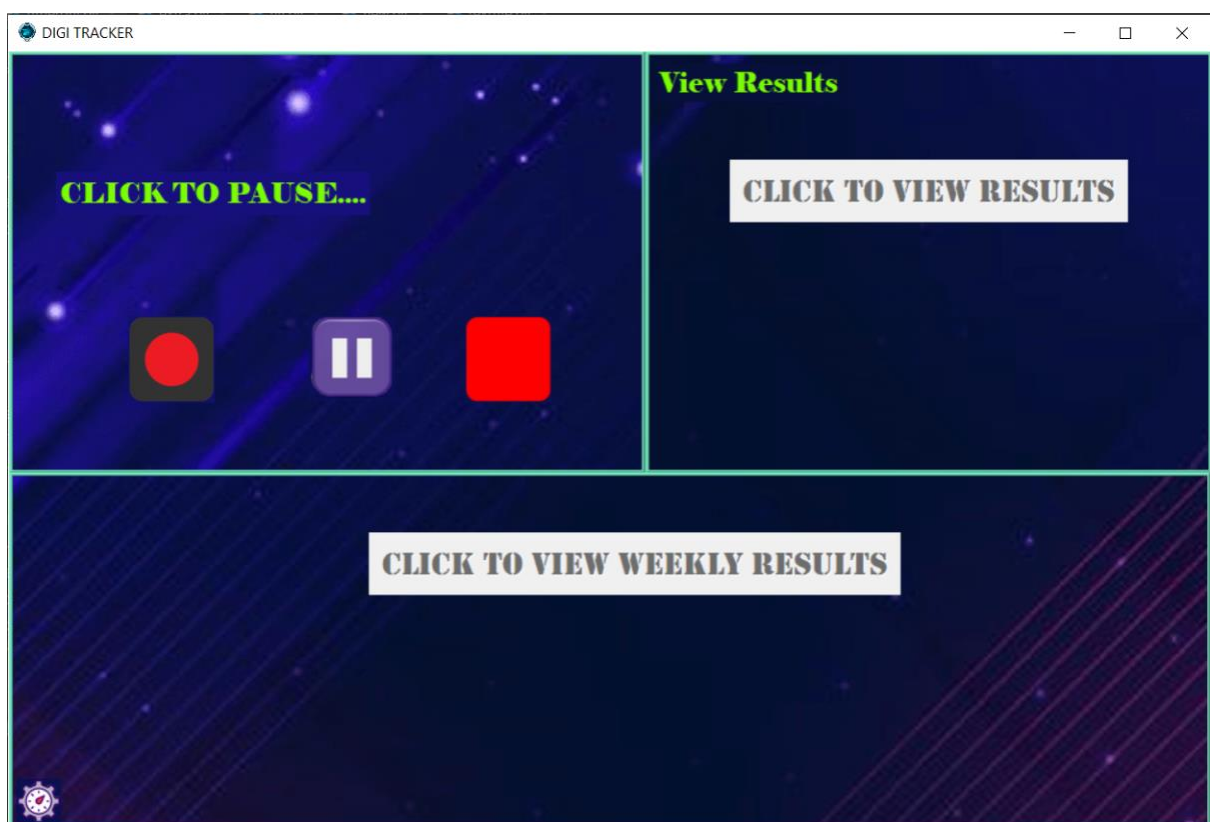 DIGI TRACKER
View Results
CLICK TO PAUSE....
CLICK TO VIEW RESULTS
CLICK TO VIEW WEEKLY RESULTS